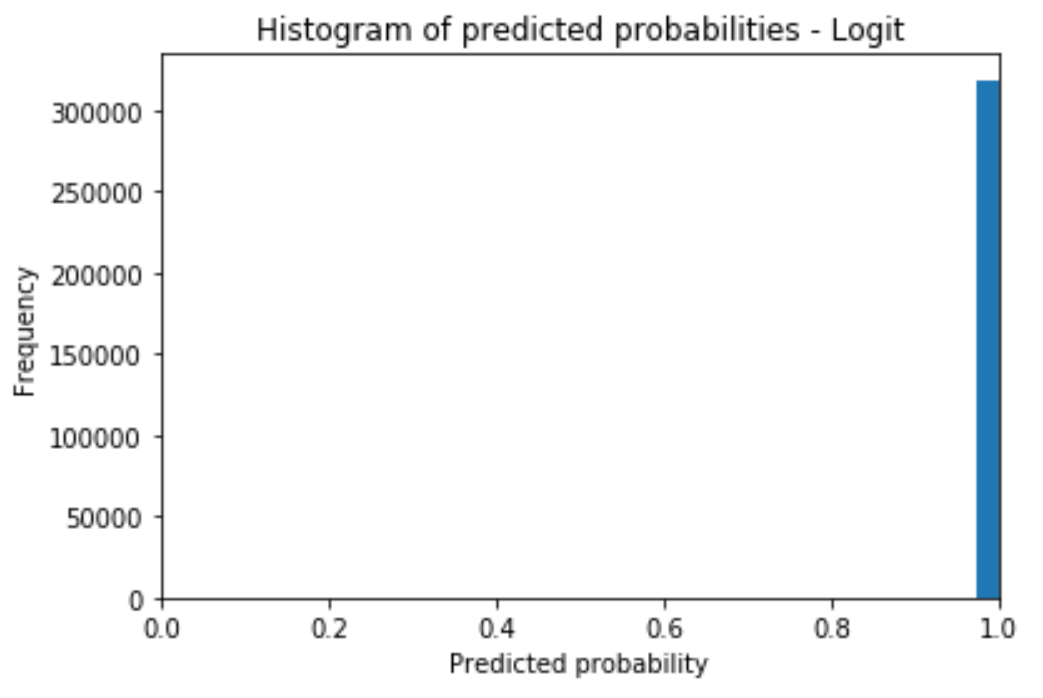 Histogram of predicted probabilities - Logit
300000
250000
200000
150000
100000
50000
0
Frequency
0.0 0.2 0.4 0.6 0.8 1.0
Predicted probability